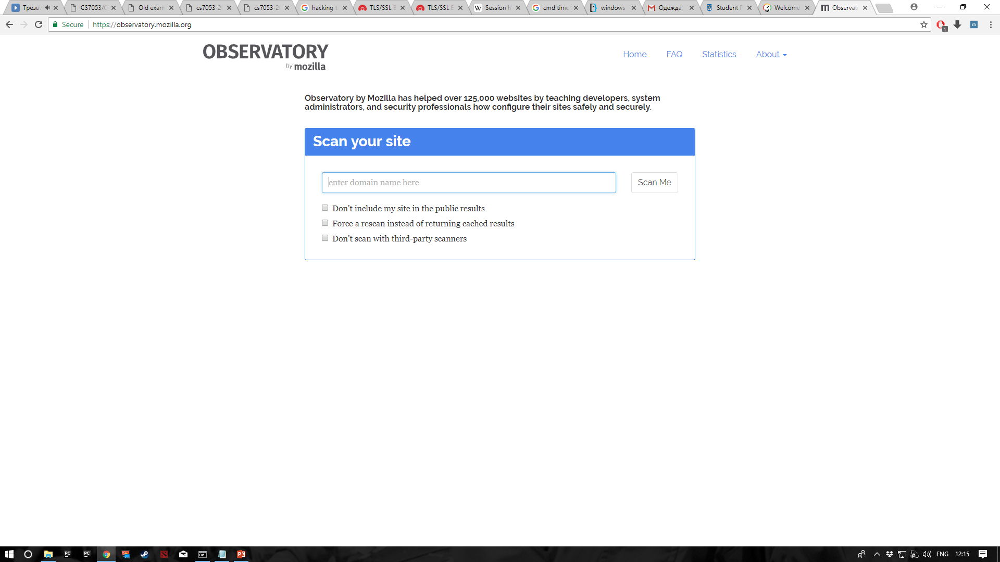 Трезв
CS7053/C
Old exam
cs7053-2
cs7053-2
hacking t
TLS/SSL E
TLS/SSL E
W Session h
cmd time
windows
Одежда,
Student P
Welcome
m Observat
Secure https://observatory.mozilla.org
1
OBSERVATORY
by mozilla
Home FAQ Statistics About
Observatory by Mozilla has helped over 125,000 websites by teaching developers, system
administrators, and security professionals how configure their sites safely and securely.
Scan your site
enter domain name here
Scan Me
Don't include my site in the public results
Force a rescan instead of returning cached results
Don't scan with third-party scanners
PC PC ENG 12:15